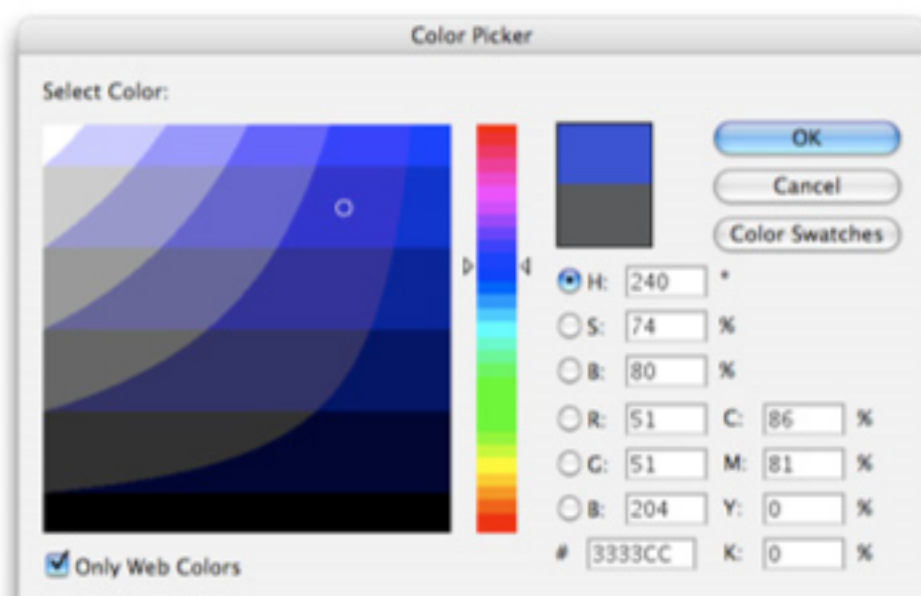 Color Picker
Select Color:
OK
Cancel
Color Swatches
H: 240 °
S: 74 %
B: 80 %
R: 51 C: 86 %
G: 51 M: 81 %
B: 204 Y: 0 %
# 3333CC K: 0 %
Only Web Colors